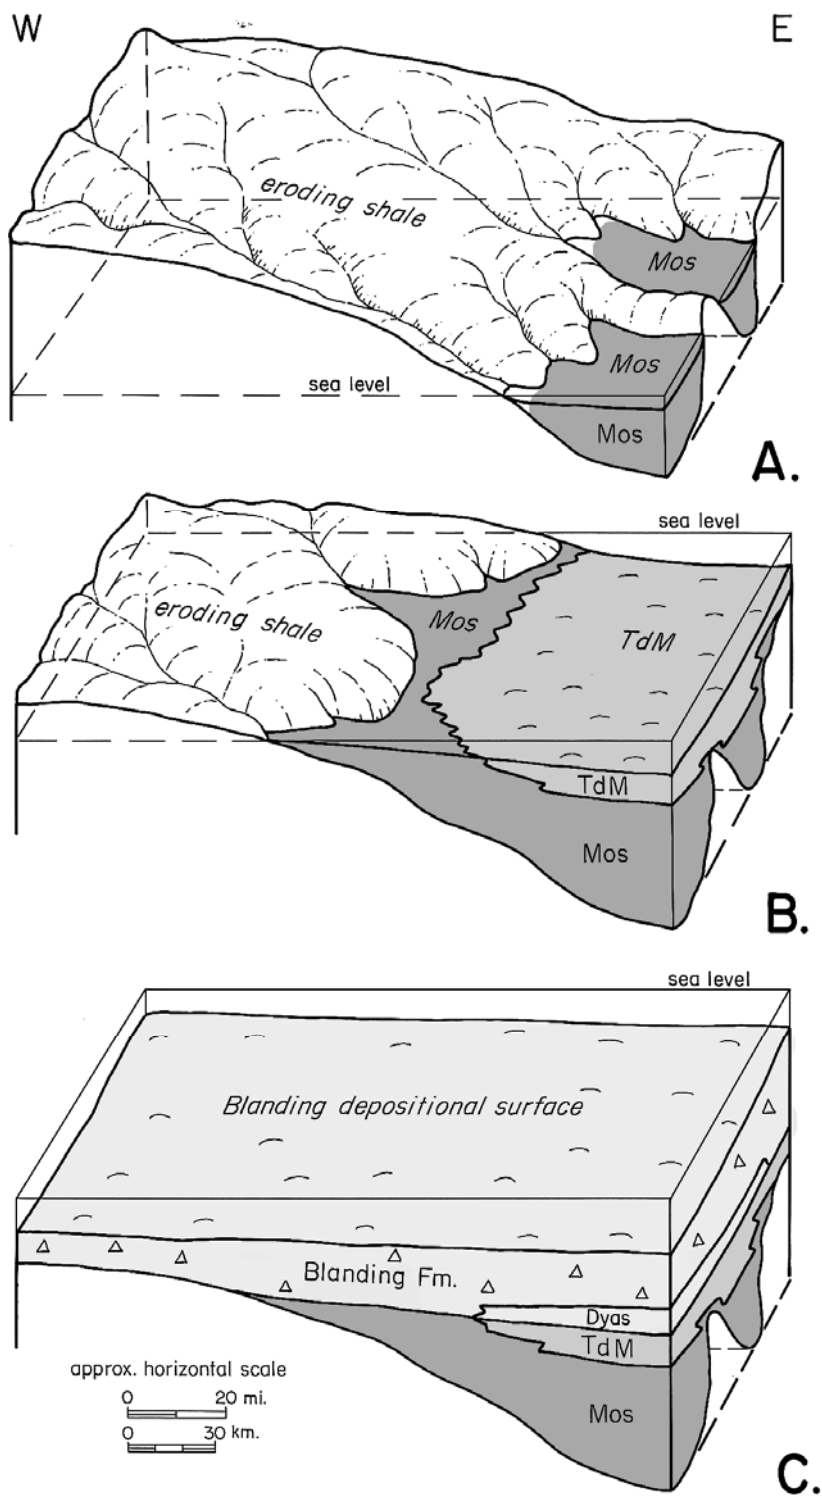 W
E
eroding shale
Mos
Mos
sea level
Mos
A.
sea level
eroding shale
Mos
TdM
TdM
Mos
B.
sea level
Blanding depositional surface
Blanding Fm.
Dyas
TdM
approx. horizontal scale
0 20 mi.
0 30 km.
Mos
C.